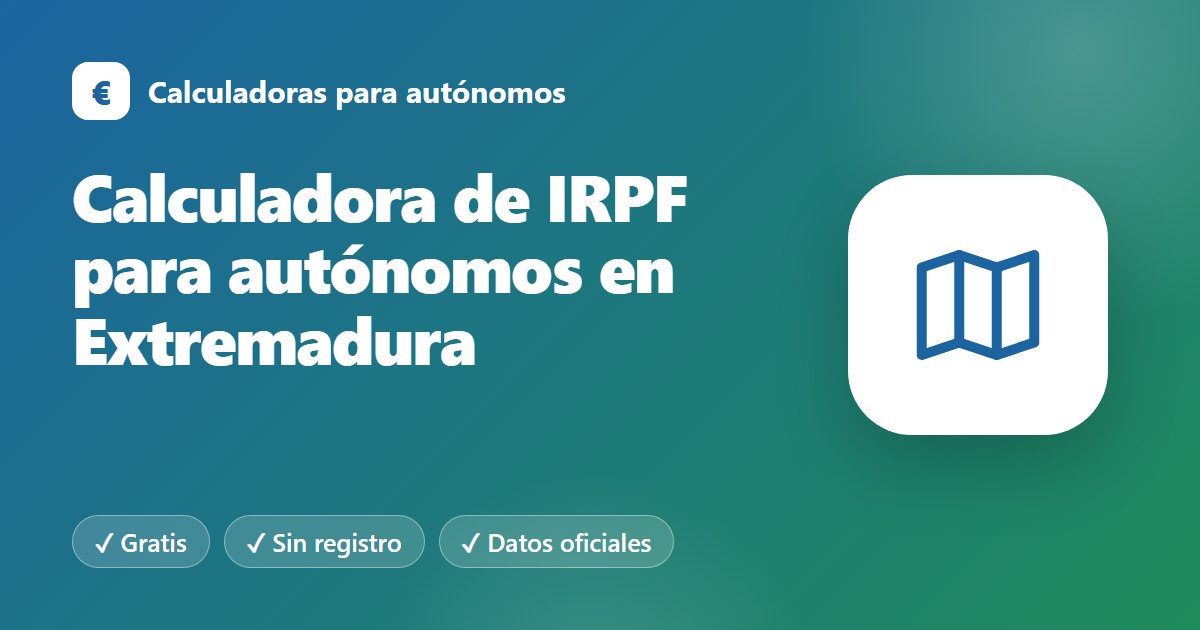 €
Calculadoras para autónomos
Calculadora de IRPF
para autónomos en
Extremadura
✓ Gratis
✓ Sin registro
✓ Datos oficiales